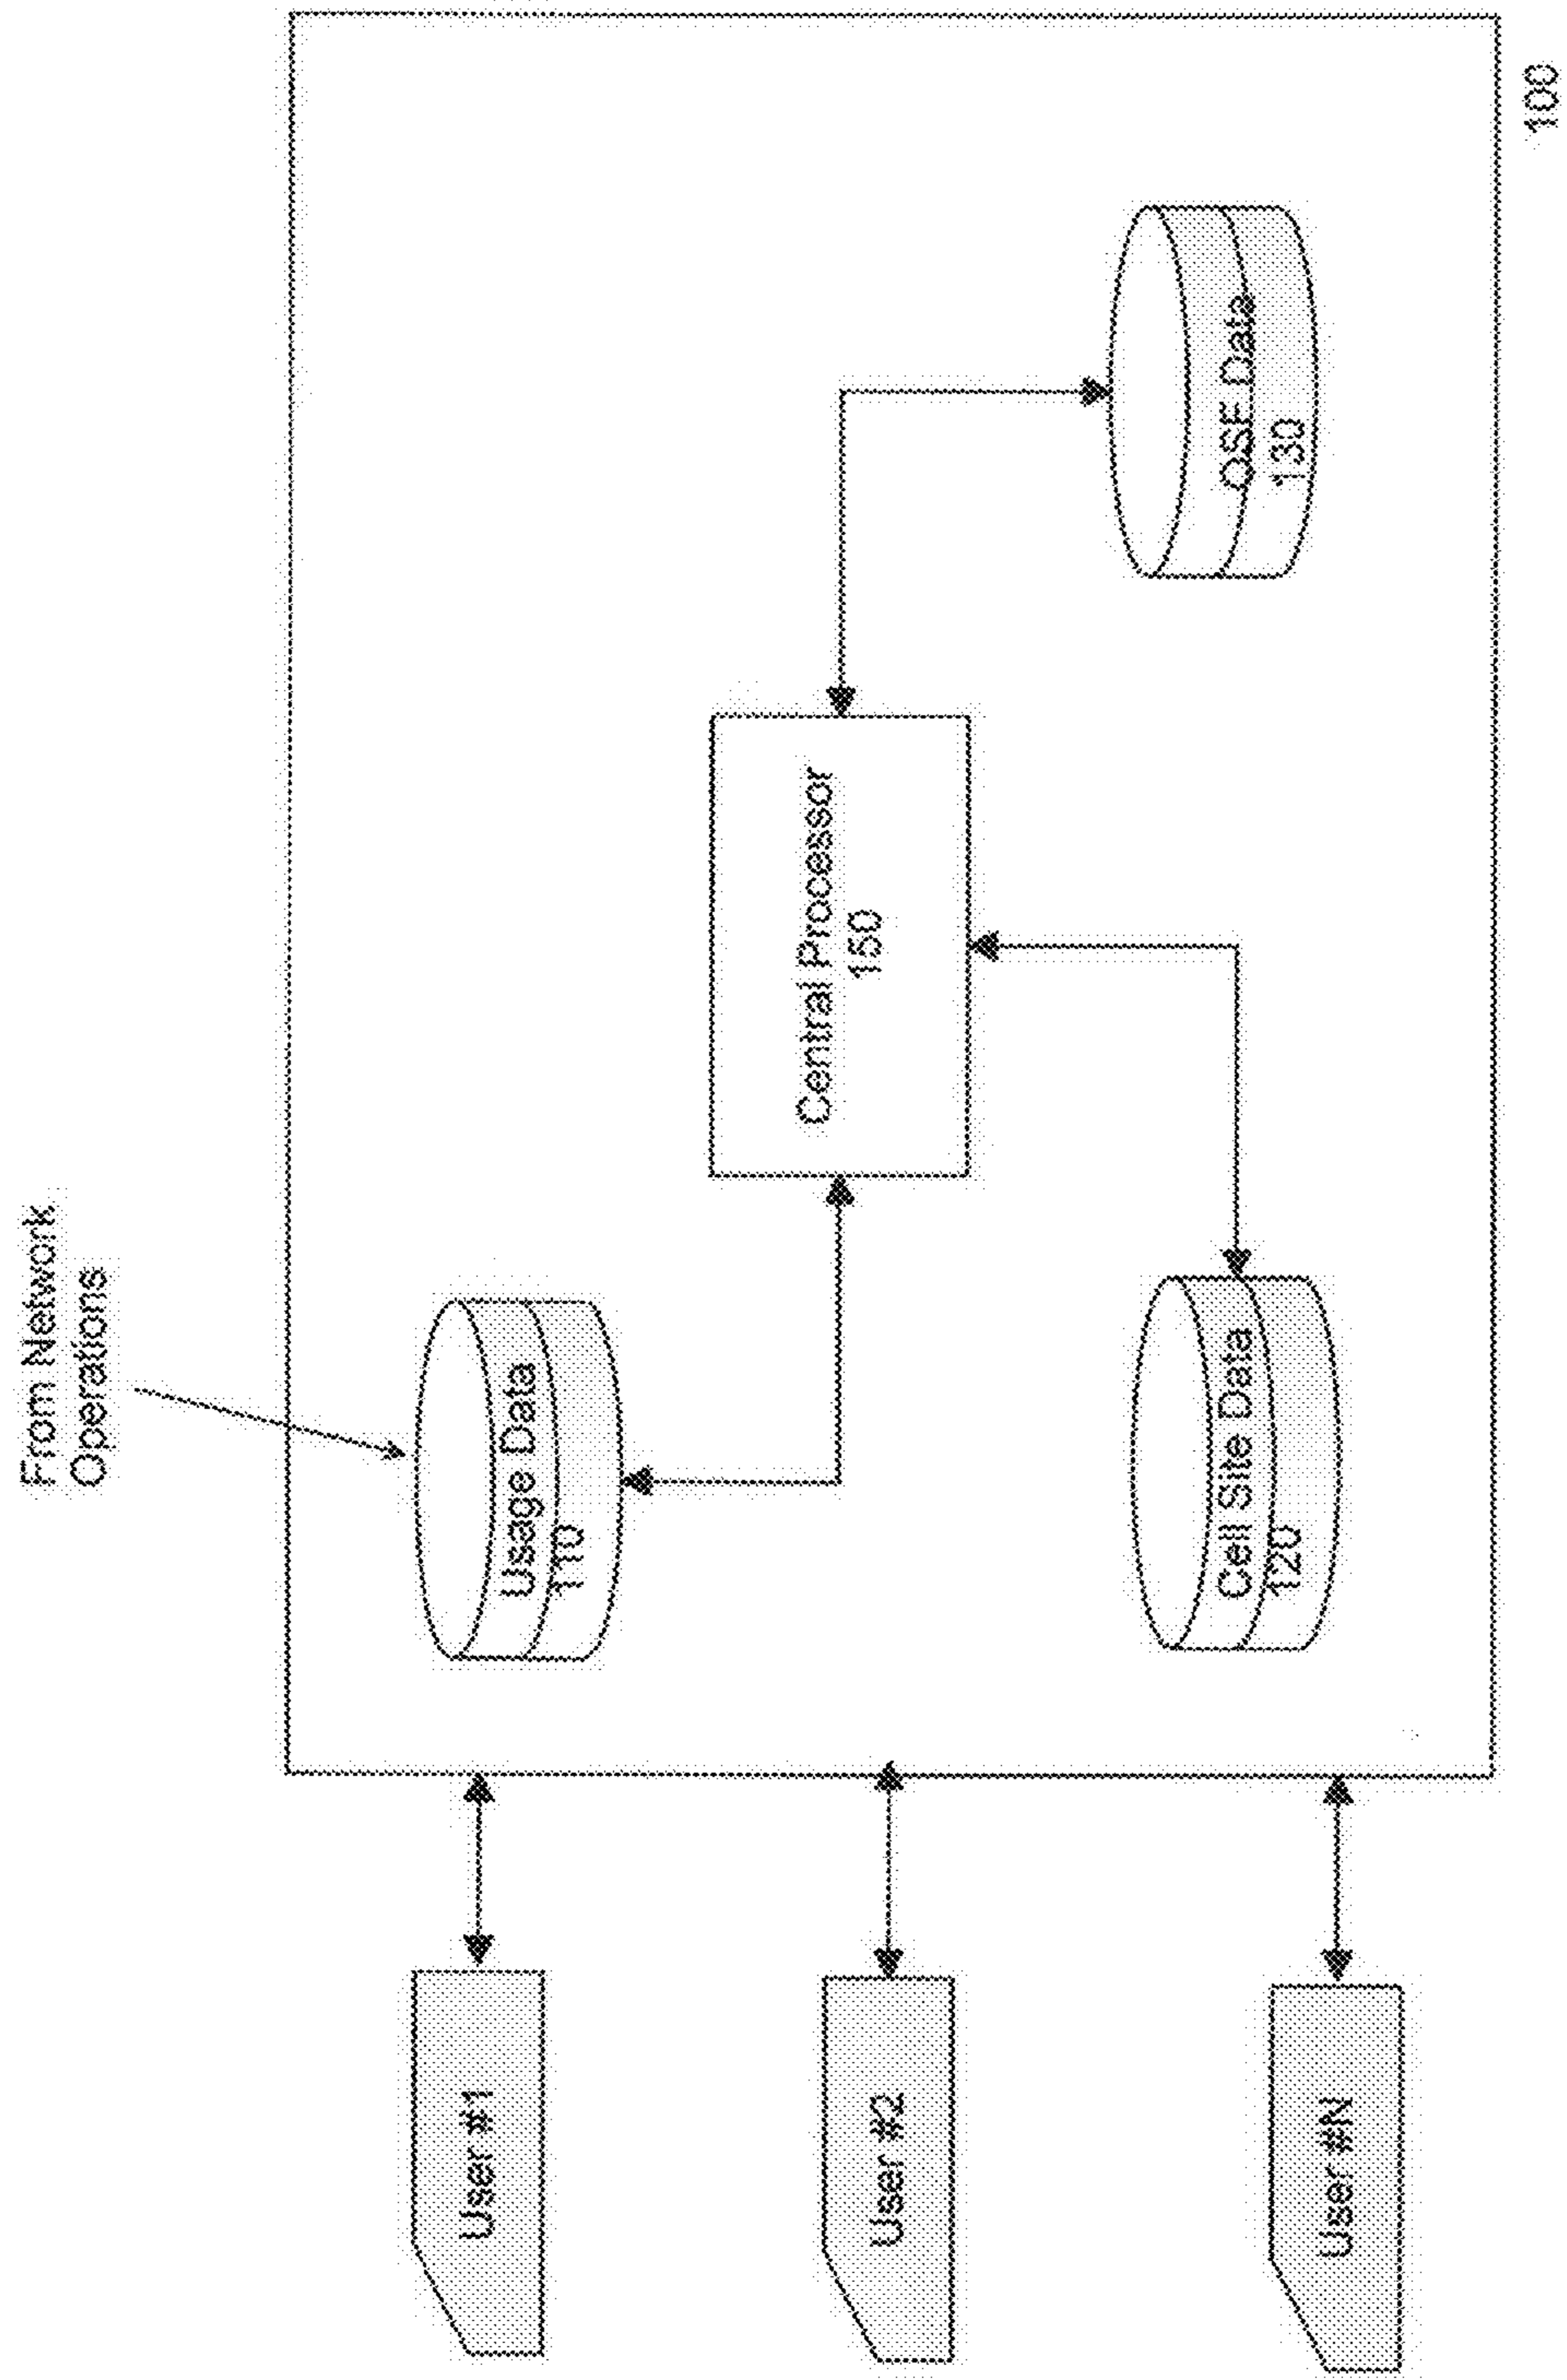 From Network
Operations
Usage Data
110
Central Processor
150
Cell Site Data
120
OSF Data
130
User #1
User #2
User #N
100